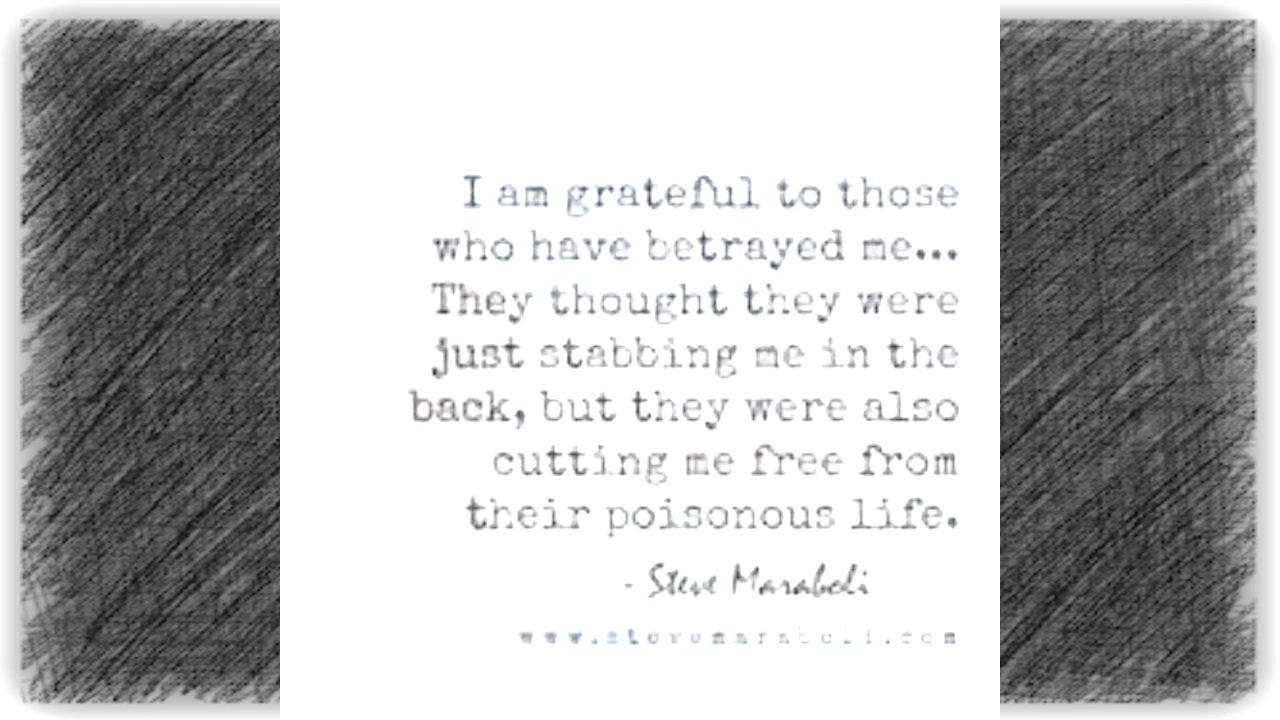 I am grateful to those
who have betrayed me...
They thought they were
just stabbing me in the
back, but they were also
cutting me free from
their poisonous life.
- Steve Maraboli
www.stevemaraboli.com